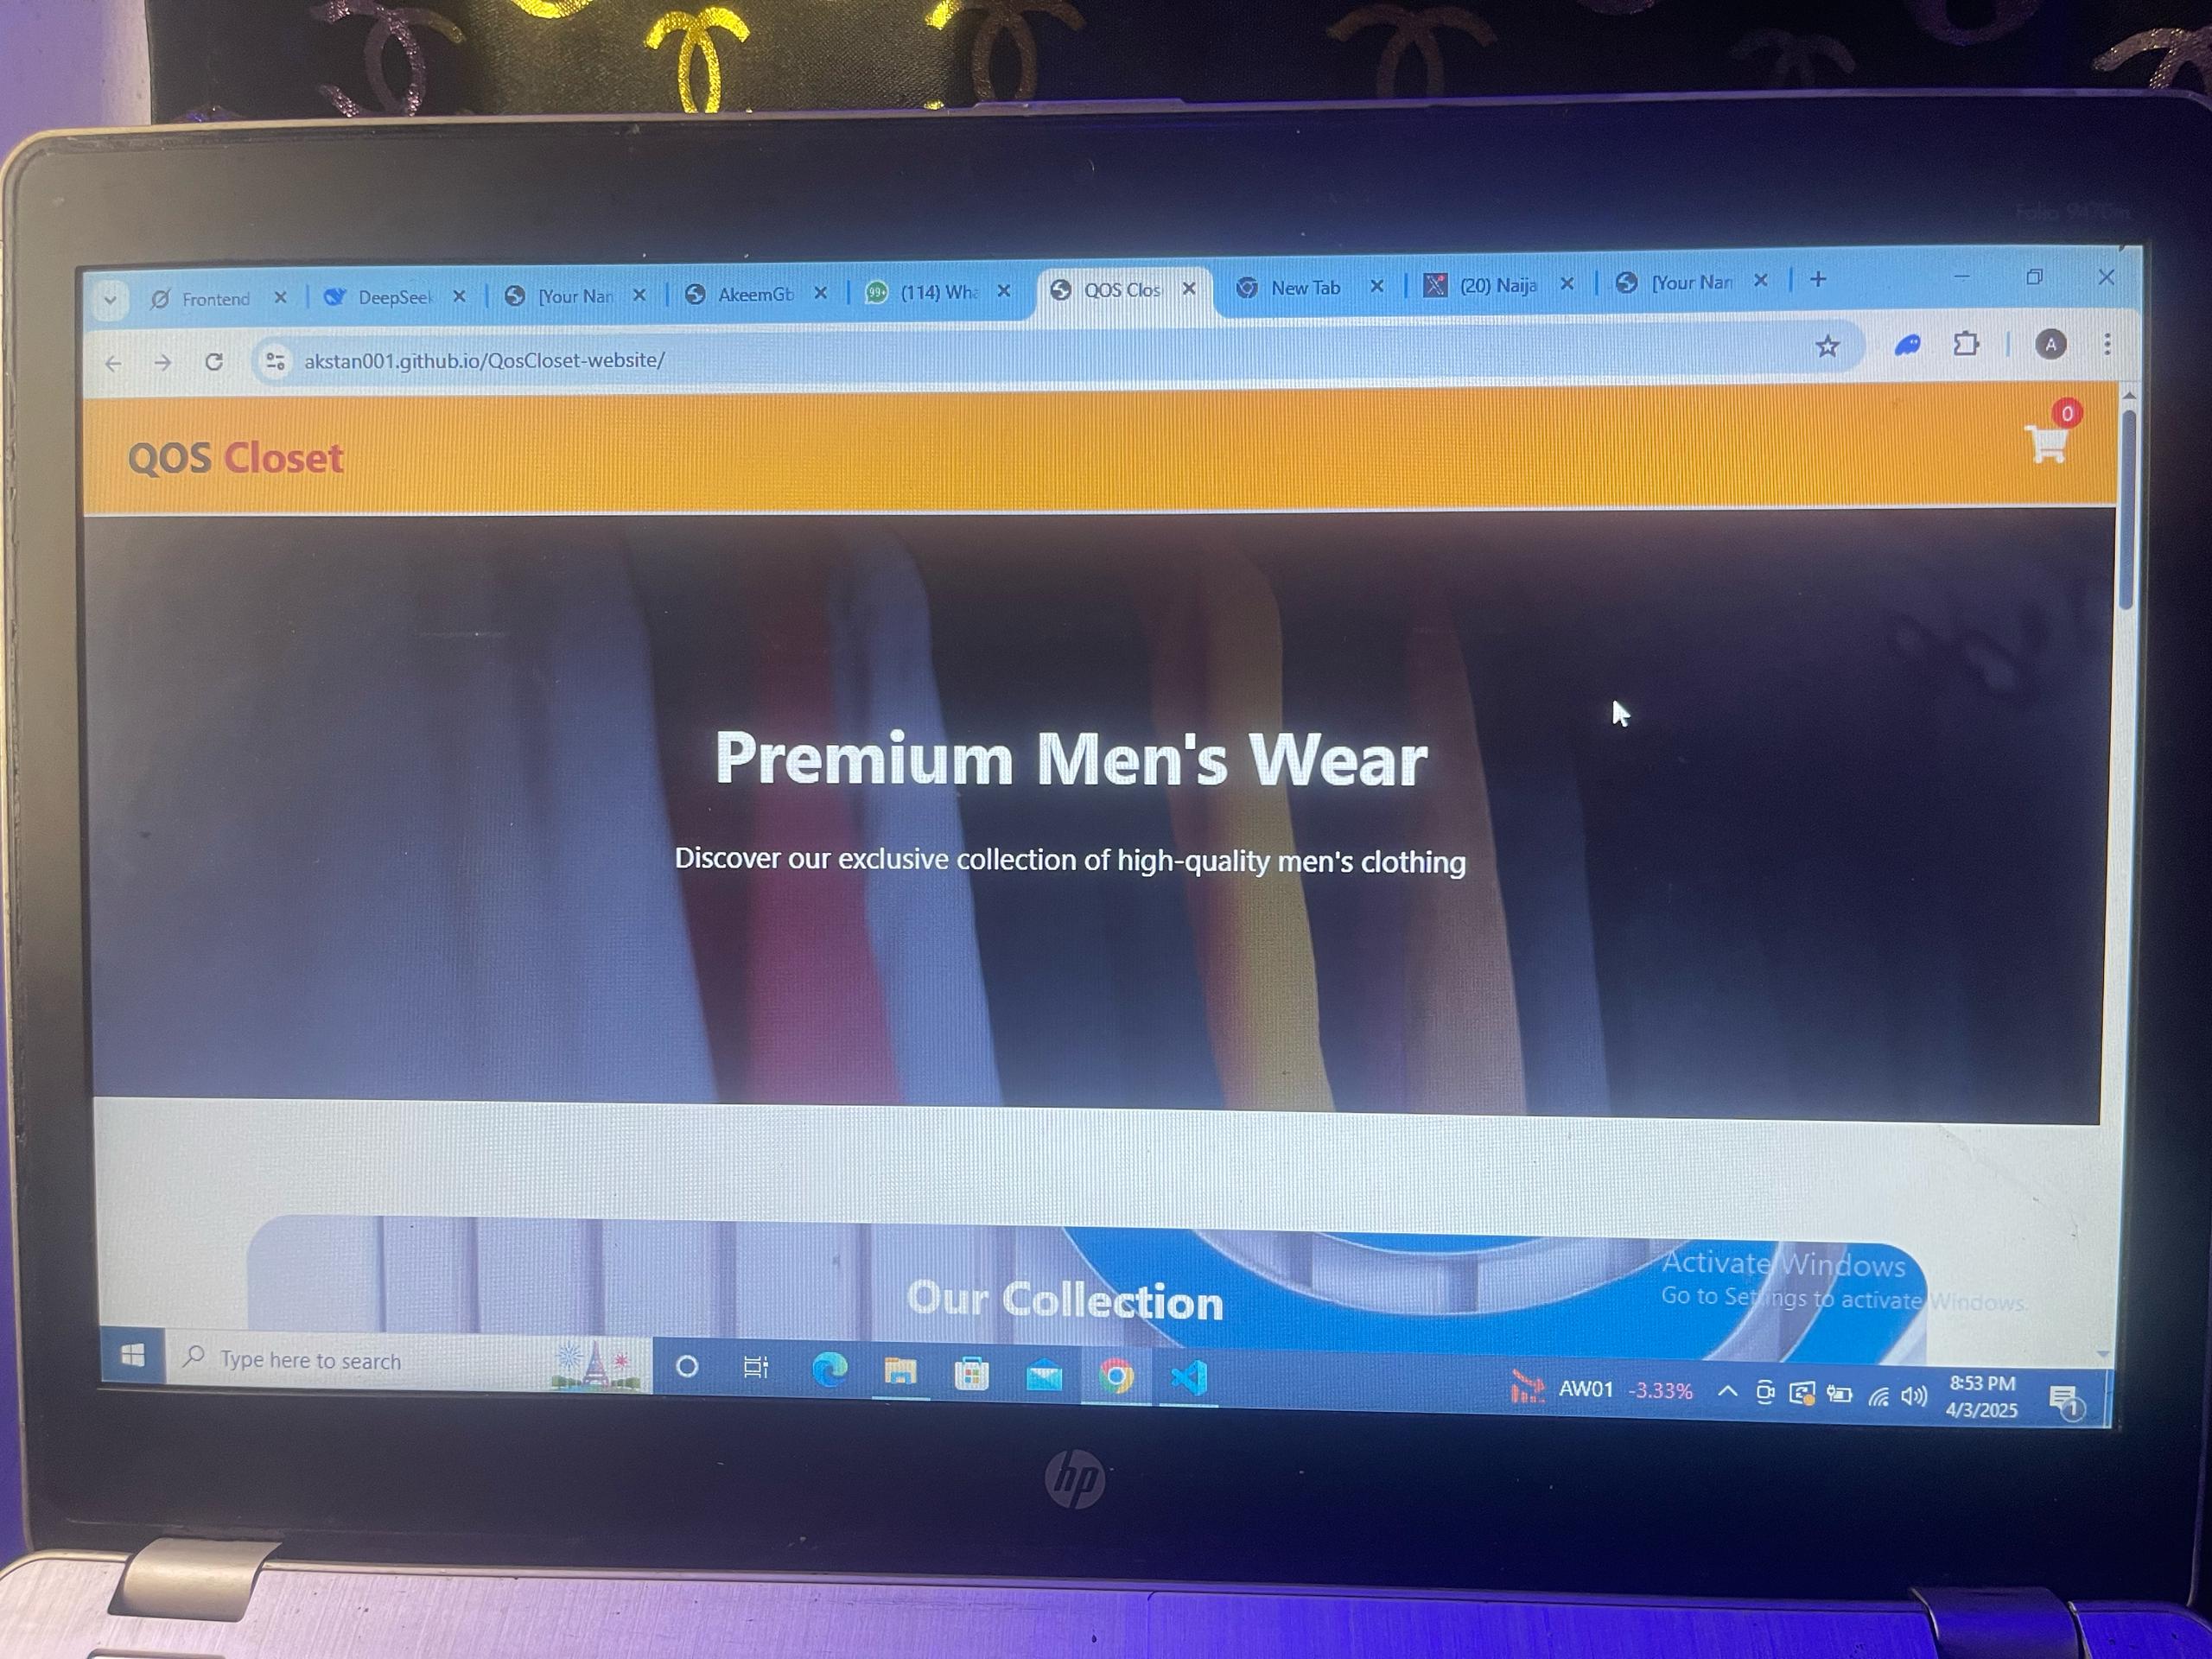 Frontend
DeepSeek
[Your Nan
AkeemGb
(114) Wha
QOS Clos
New Tab
(20) Naija
[Your Nan
akstan001.github.io/QosCloset-website/
A
QOS Closet
0
Premium Men's Wear
Discover our exclusive collection of high-quality men's clothing
Our Collection
Activate Windows
Go to Settings to activate Windows.
Type here to search
AW01 -3.33%
8:53 PM
4/3/2025
1
hp